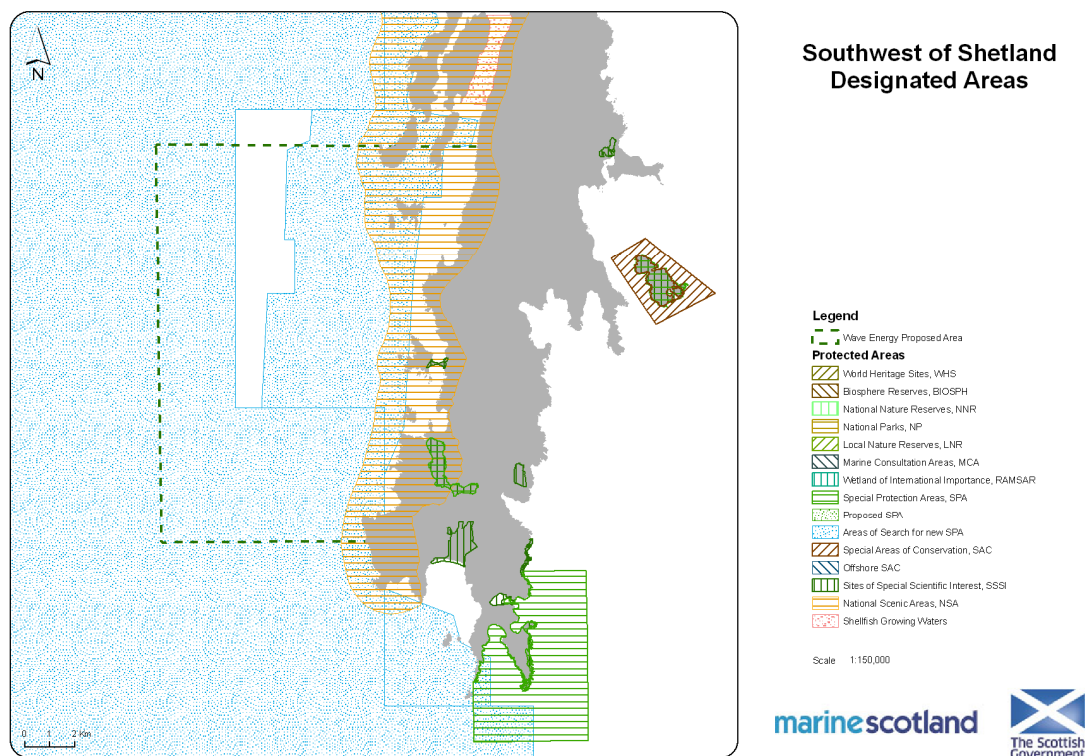 N
Southwest of Shetland
Designated Areas
Legend
Wave Energy Proposed Area
Protected Areas
World Heritage Sites, WHS
Biosphere Reserves, BIOSPH
National Nature Reserves, NNR
National Parks, NP
Local Nature Reserves, LNR
Marine Consultation Areas, MCA
Wetland of International Importance, RAMSAR
Special Protection Areas, SPA
Proposed SPA
Areas of Search for new SPA
Special Areas of Conservation, SAC
Offshore SAC
Sites of Special Scientific Interest, SSSI
National Scenic Areas, NSA
Shellfish Growing Waters
Scale 1:150,000
0 1 2 Km
marinescotland
The Scottish
Government